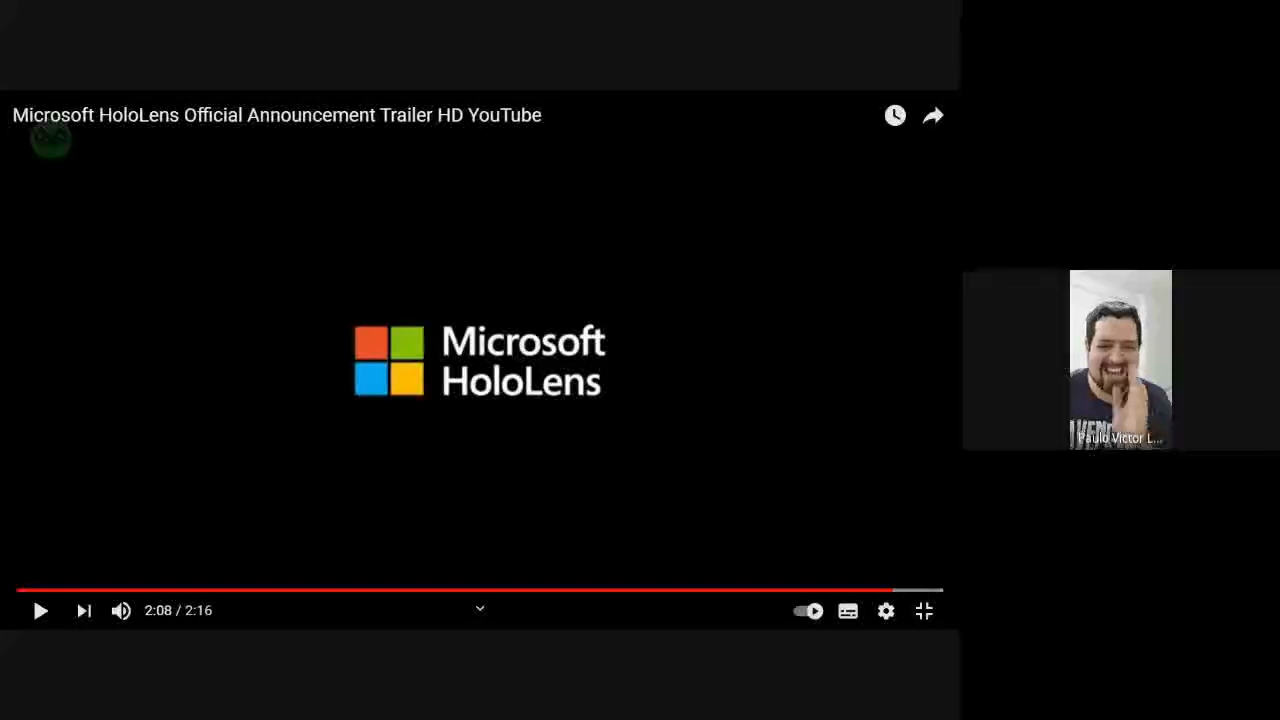 Microsoft HoloLens Official Announcement Trailer HD YouTube
Microsoft
HoloLens
Paulo Victor L...
2:08 / 2:16